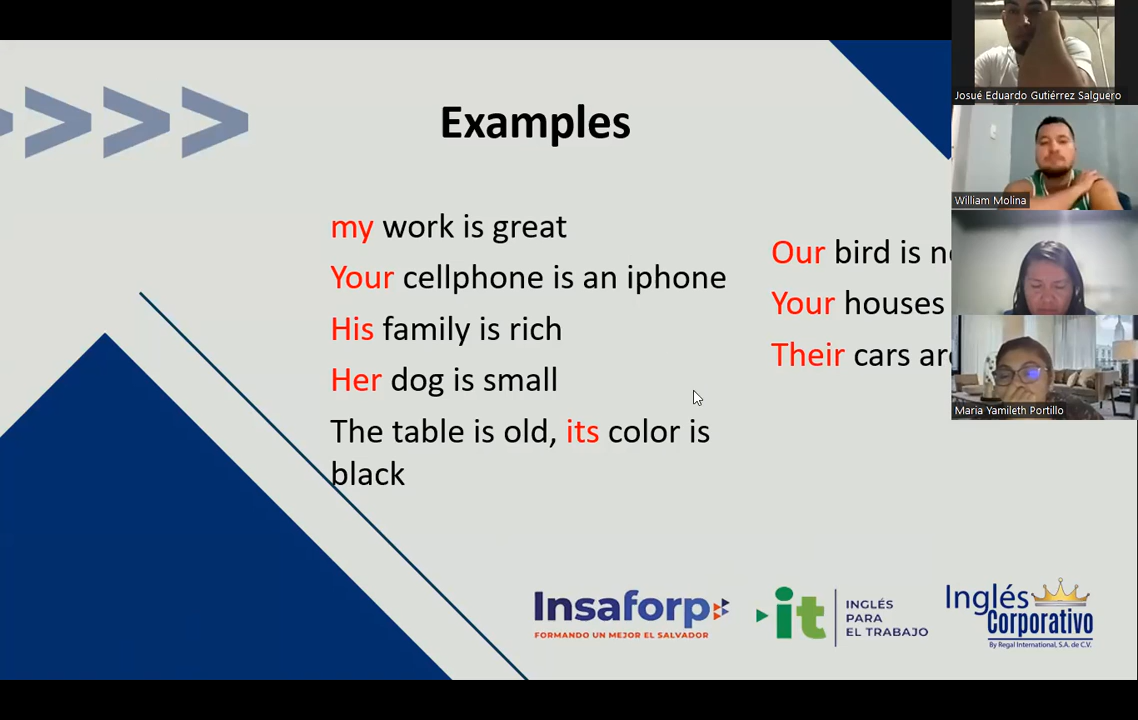 Examples
my work is great
Your cellphone is an iphone
His family is rich
Her dog is small
The table is old, its color is
black
Our bird is
Your houses
Their cars
Josué Eduardo Gutiérrez Salguero
William Molina
Maria Yamileth Portillo
Insaforp
FORMANDO UN MEJOR EL SALVADOR
it
INGLÉS
PARA
EL TRABAJO
Inglés
Corporativo
By Regal International, S.A. de C.V.